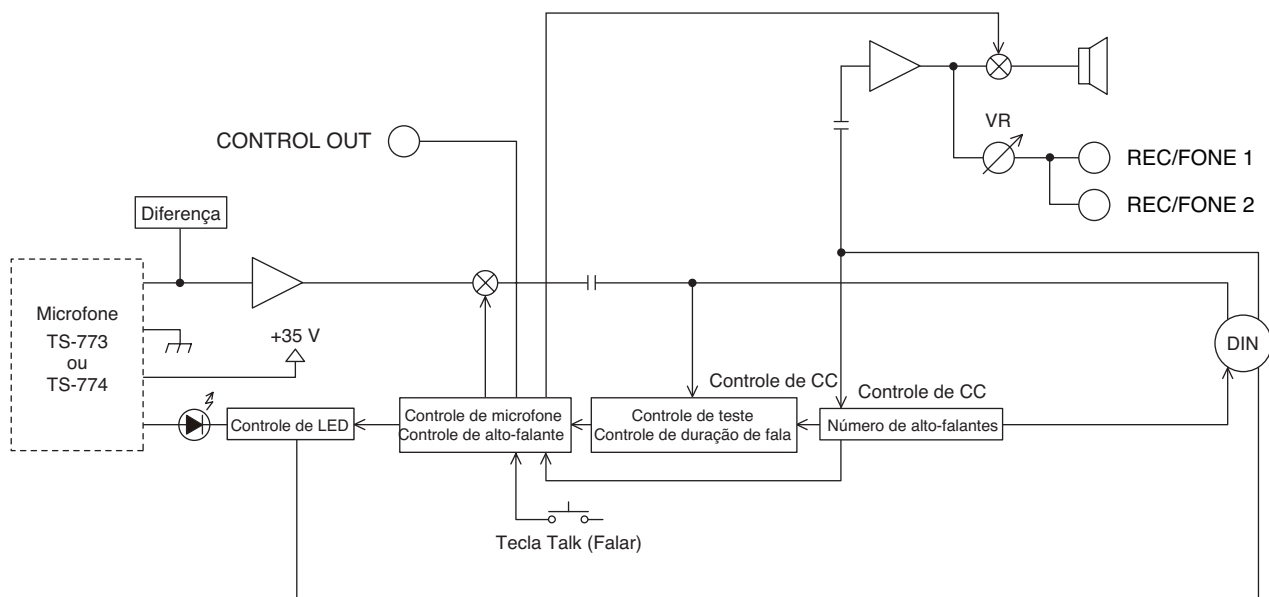 VR
CONTROL OUT
REC/FONE 1
REC/FONE 2
Diferença
Microfone
TS-773
ou
TS-774
+35 V
DIN
Controle de CC
Controle de CC
Controle de LED
Controle de microfone
Controle de alto-falante
Controle de teste
Controle de duração de fala
Número de alto-falantes
Tecla Talk (Falar)